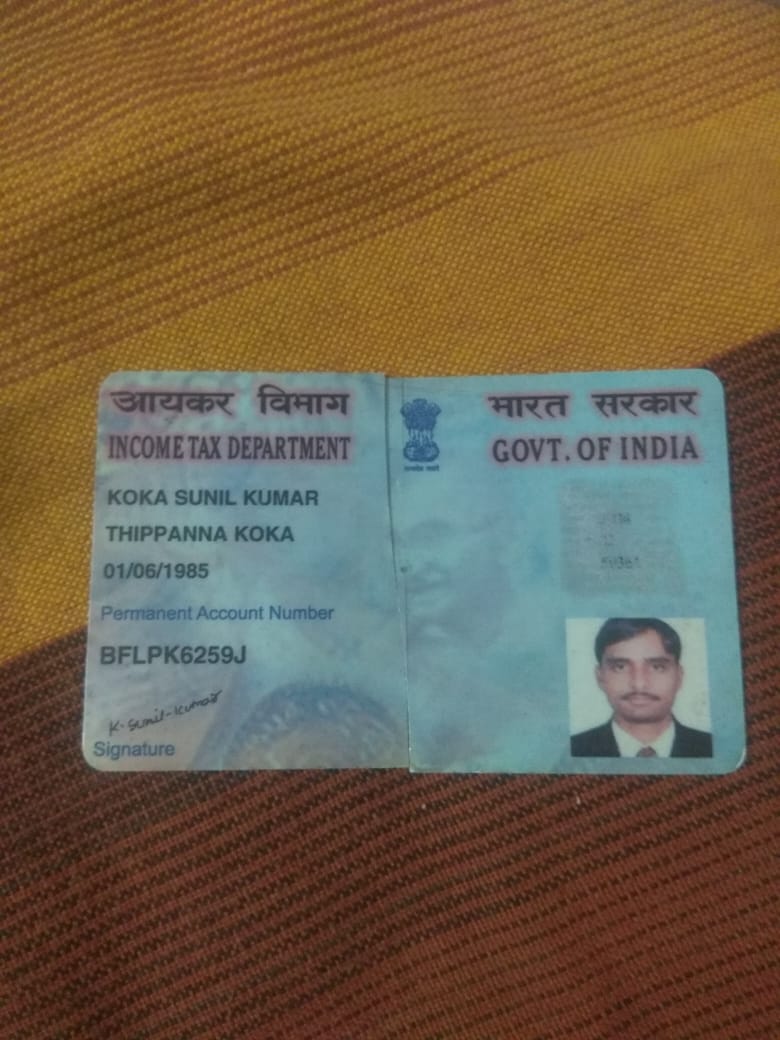 आयकर विभाग
भारत सरकार
INCOME TAX DEPARTMENT
GOVT. OF INDIA
KOKA SUNIL KUMAR
THIPPANNA KOKA
01/06/1985
Permanent Account Number
BFLPK6259J
K. Sunil-Kumar
Signature